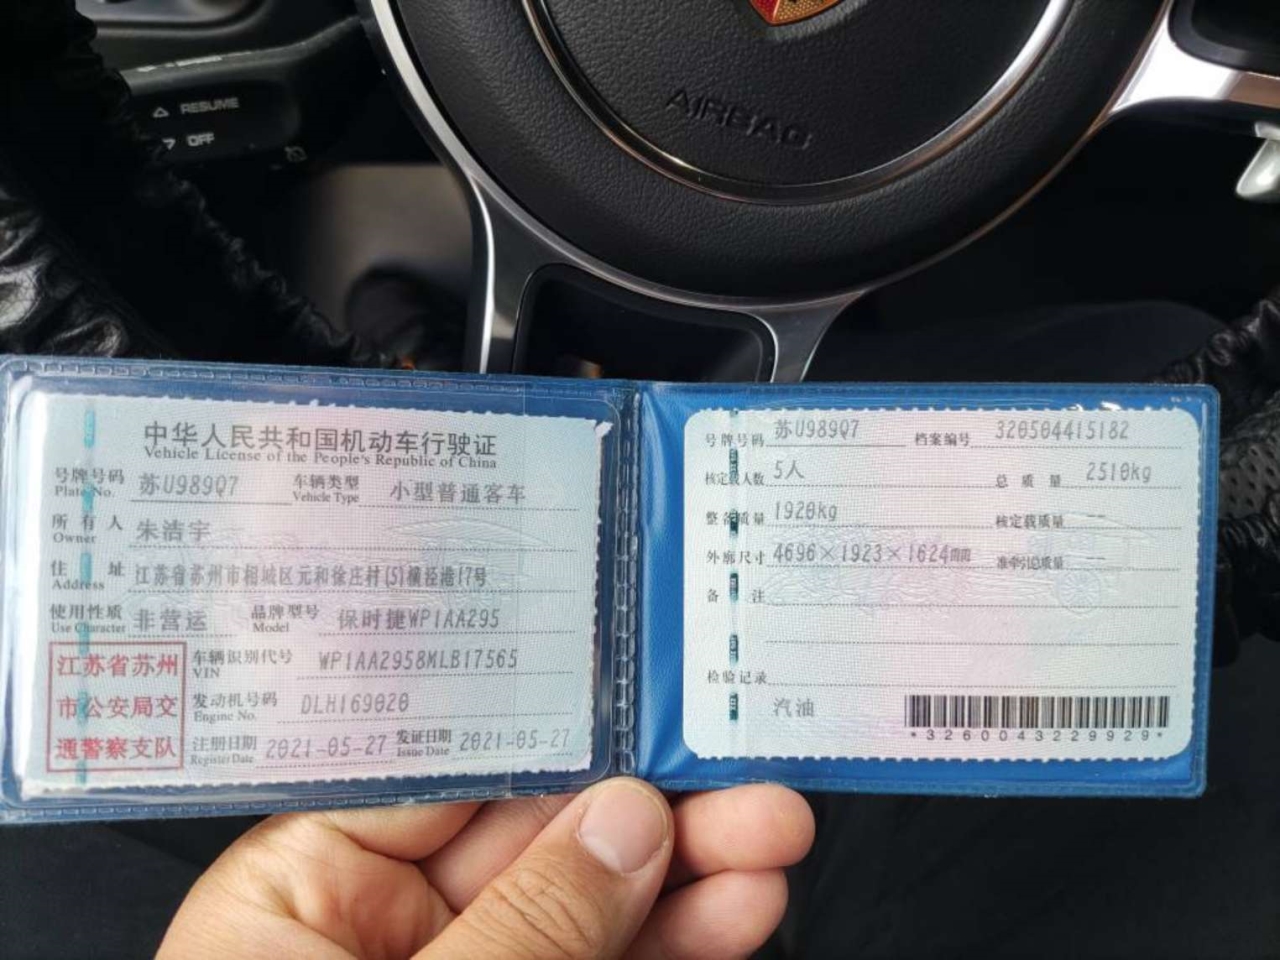 RESUME
OFF
AIRBAG
中华人民共和国机动车行驶证
Vehicle License of the People's Republic of China
号牌号码 苏U989Q7 车辆类型 小型普通客车
Plate No. Vehicle Type
所有人 朱洁宇
Owner
住址 江苏省苏州市相城区元和徐庄村(5)横泾港17号
Address
使用性质 非营运 品牌型号 保时捷WP1AA295
Use Character Model
江苏省苏州
市公安局交
通警察支队
车辆识别代号 WP1AA2958MLB17565
VIN
发动机号码 DLH169020
Engine No.
注册日期 2021-05-27 发证日期 2021-05-27
Register Date Issue Date
号牌号码 苏U989Q7 档案编号 320504415182
核定载人数 5人 总质量 2510kg
整备质量 1920kg 核定载质量 --
外廓尺寸 4696×1923×1624mm 准牵引总质量 --
备注
检验记录
汽油
*3260043229929*